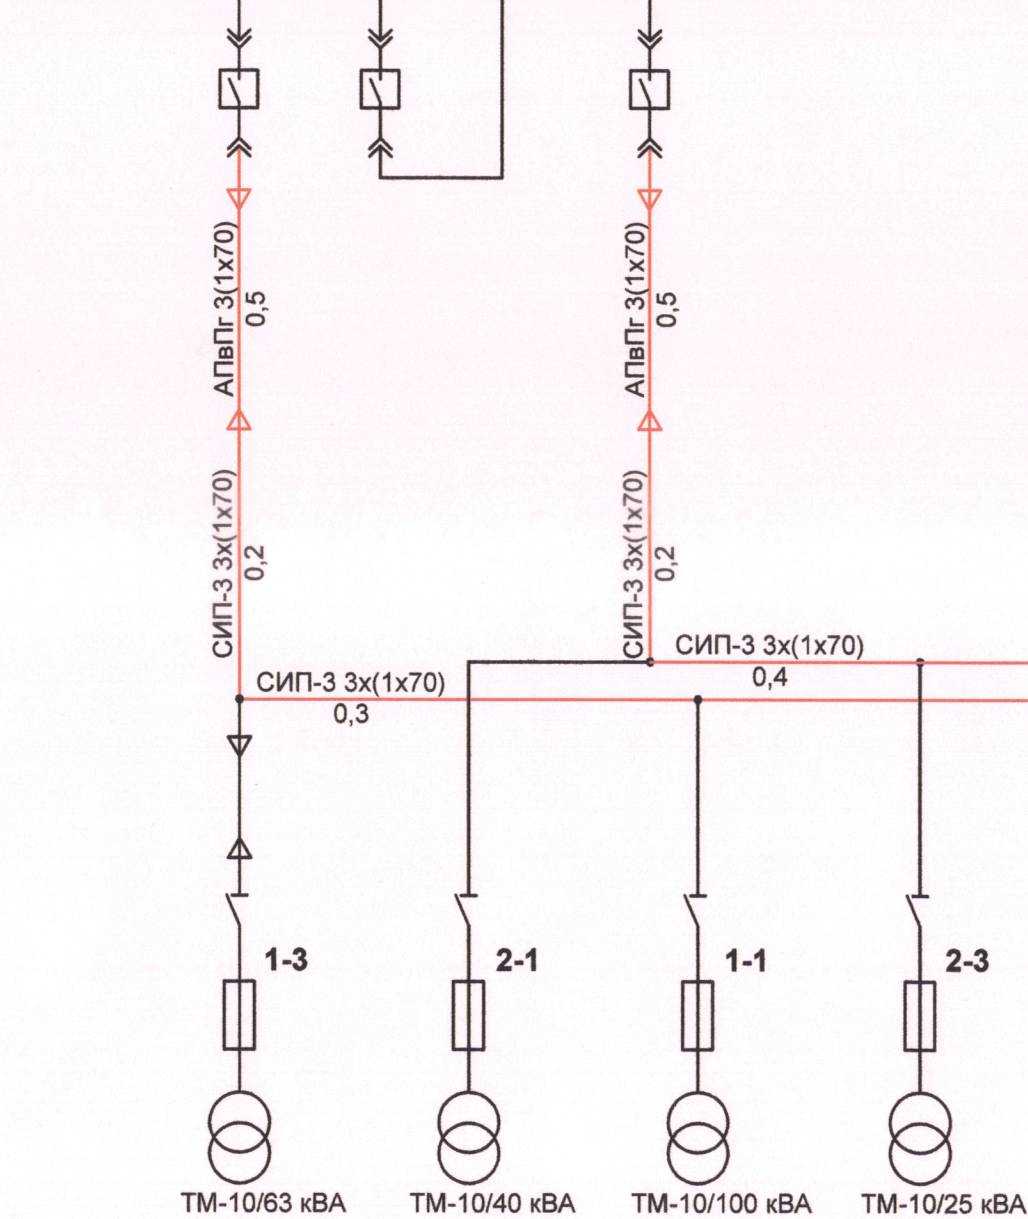 АПвПг 3(1х70)
0,5
АПвПг 3(1х70)
0,5
СИП-3 3х(1х70)
0,2
СИП-3 3х(1х70)
0,2
СИП-3 3х(1х70)
0,4
СИП-3 3х(1х70)
0,3
1-3
2-1
1-1
2-3
ТМ-10/63 кВА
ТМ-10/40 кВА
ТМ-10/100 кВА
ТМ-10/25 кВА